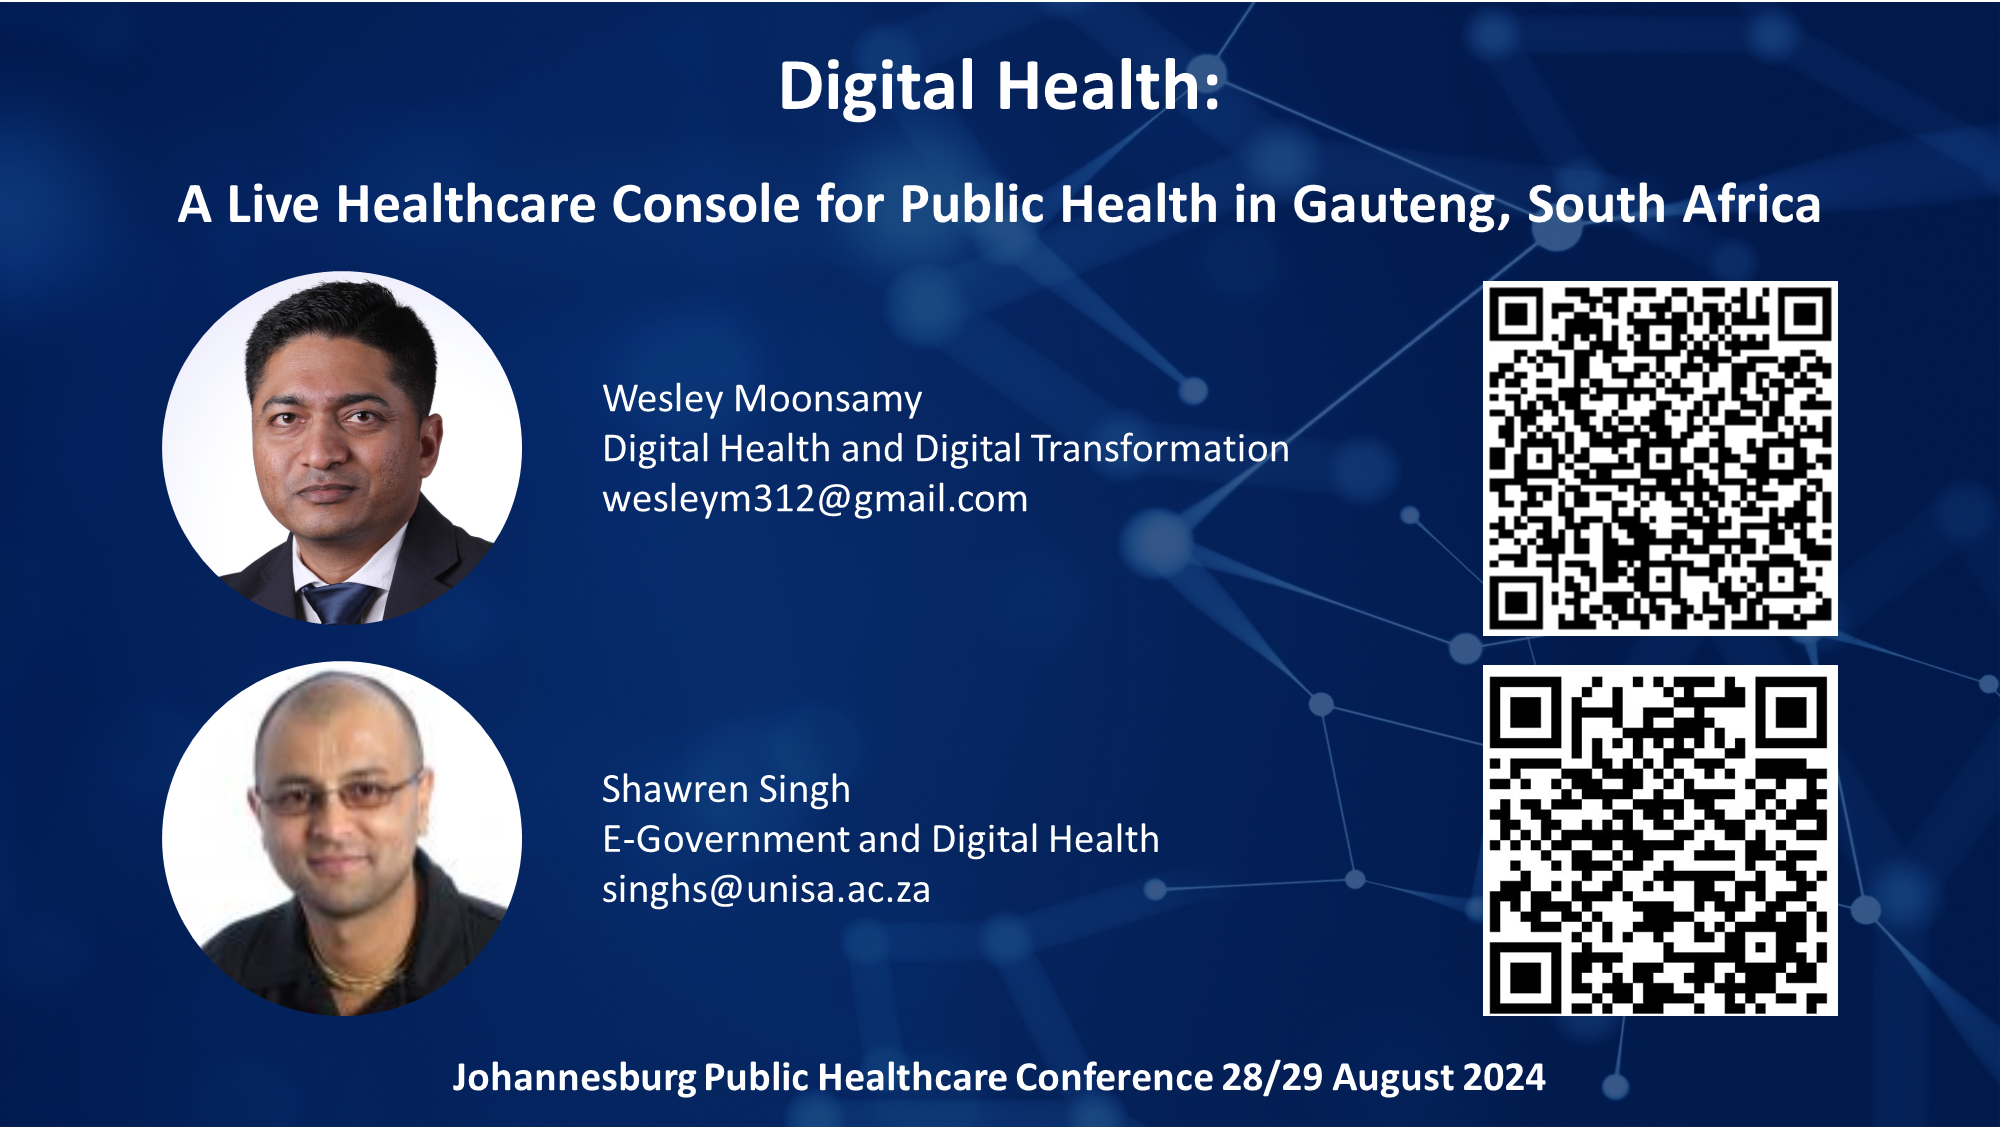 Digital Health:
A Live Healthcare Console for Public Health in Gauteng, South Africa
Wesley Moonsamy
Digital Health and Digital Transformation
wesleym312@gmail.com
Shawren Singh
E-Government and Digital Health
singhs@unisa.ac.za
Johannesburg Public Healthcare Conference 28/29 August 2024